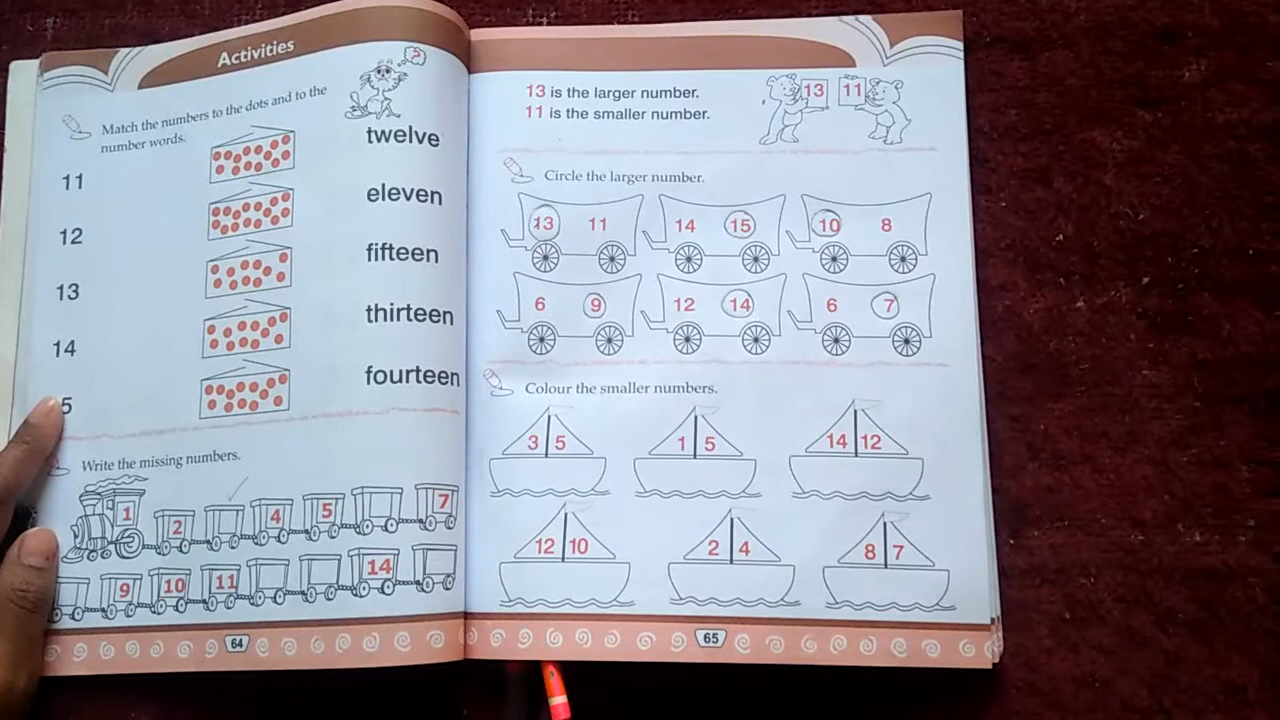 Activities
?
Match the numbers to the dots and to the
number words.
11
twelve
12
eleven
13
fifteen
14
thirteen
5
fourteen
Write the missing numbers.
1 2 4 5 7
9 10 11 14
64
13 is the larger number.
11 is the smaller number.
13 11
Circle the larger number.
13 11 14 15 10 8
6 9 12 14 6 7
Colour the smaller numbers.
3 5 1 5 14 12
12 10 2 4 8 7
65